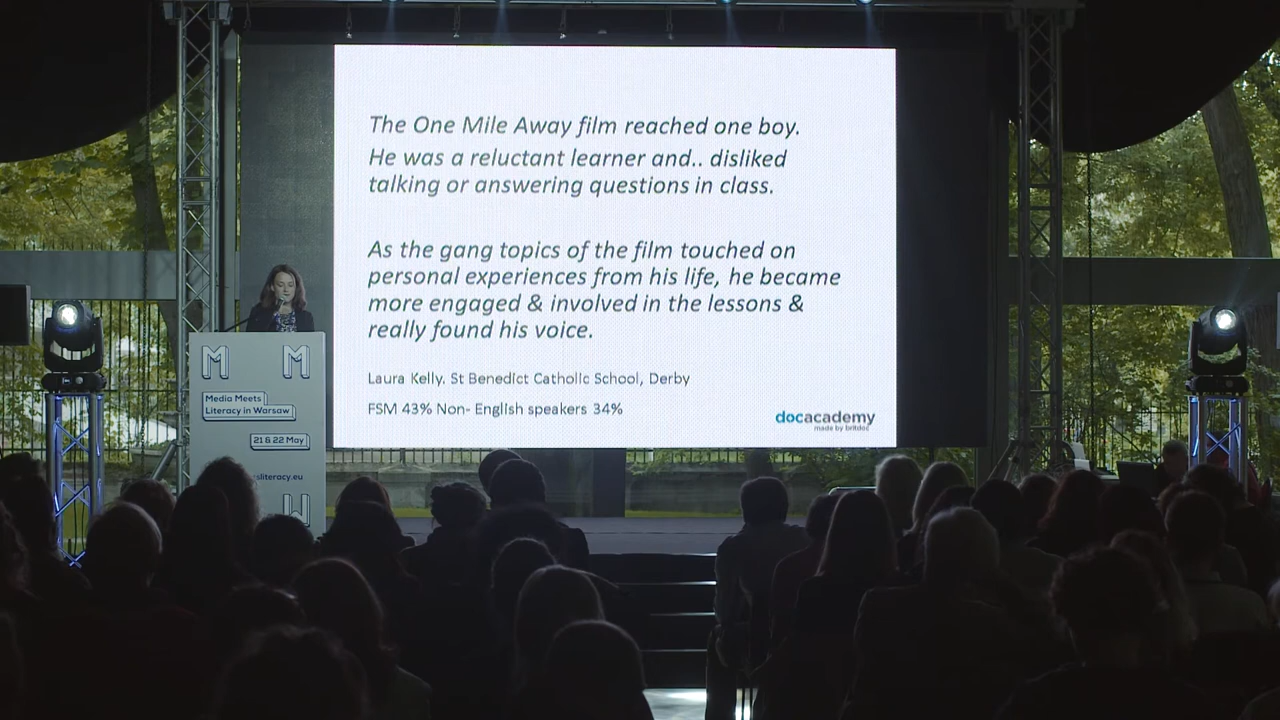 The One Mile Away film reached one boy.
He was a reluctant learner and.. disliked
talking or answering questions in class.
As the gang topics of the film touched on
personal experiences from his life, he became
more engaged & involved in the lessons &
really found his voice.
Laura Kelly. St Benedict Catholic School, Derby
FSM 43% Non- English speakers 34%
docacademy
made by britdoc
M M
Media Meets
Literacy in Warsaw
21 & 22 May
sliteracy.eu
M